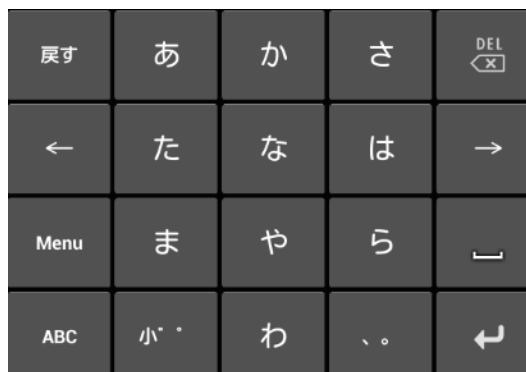 戻す あ か さ DEL
← た な は →
Menu ま や ら
ABC 小゛゜ わ 、。